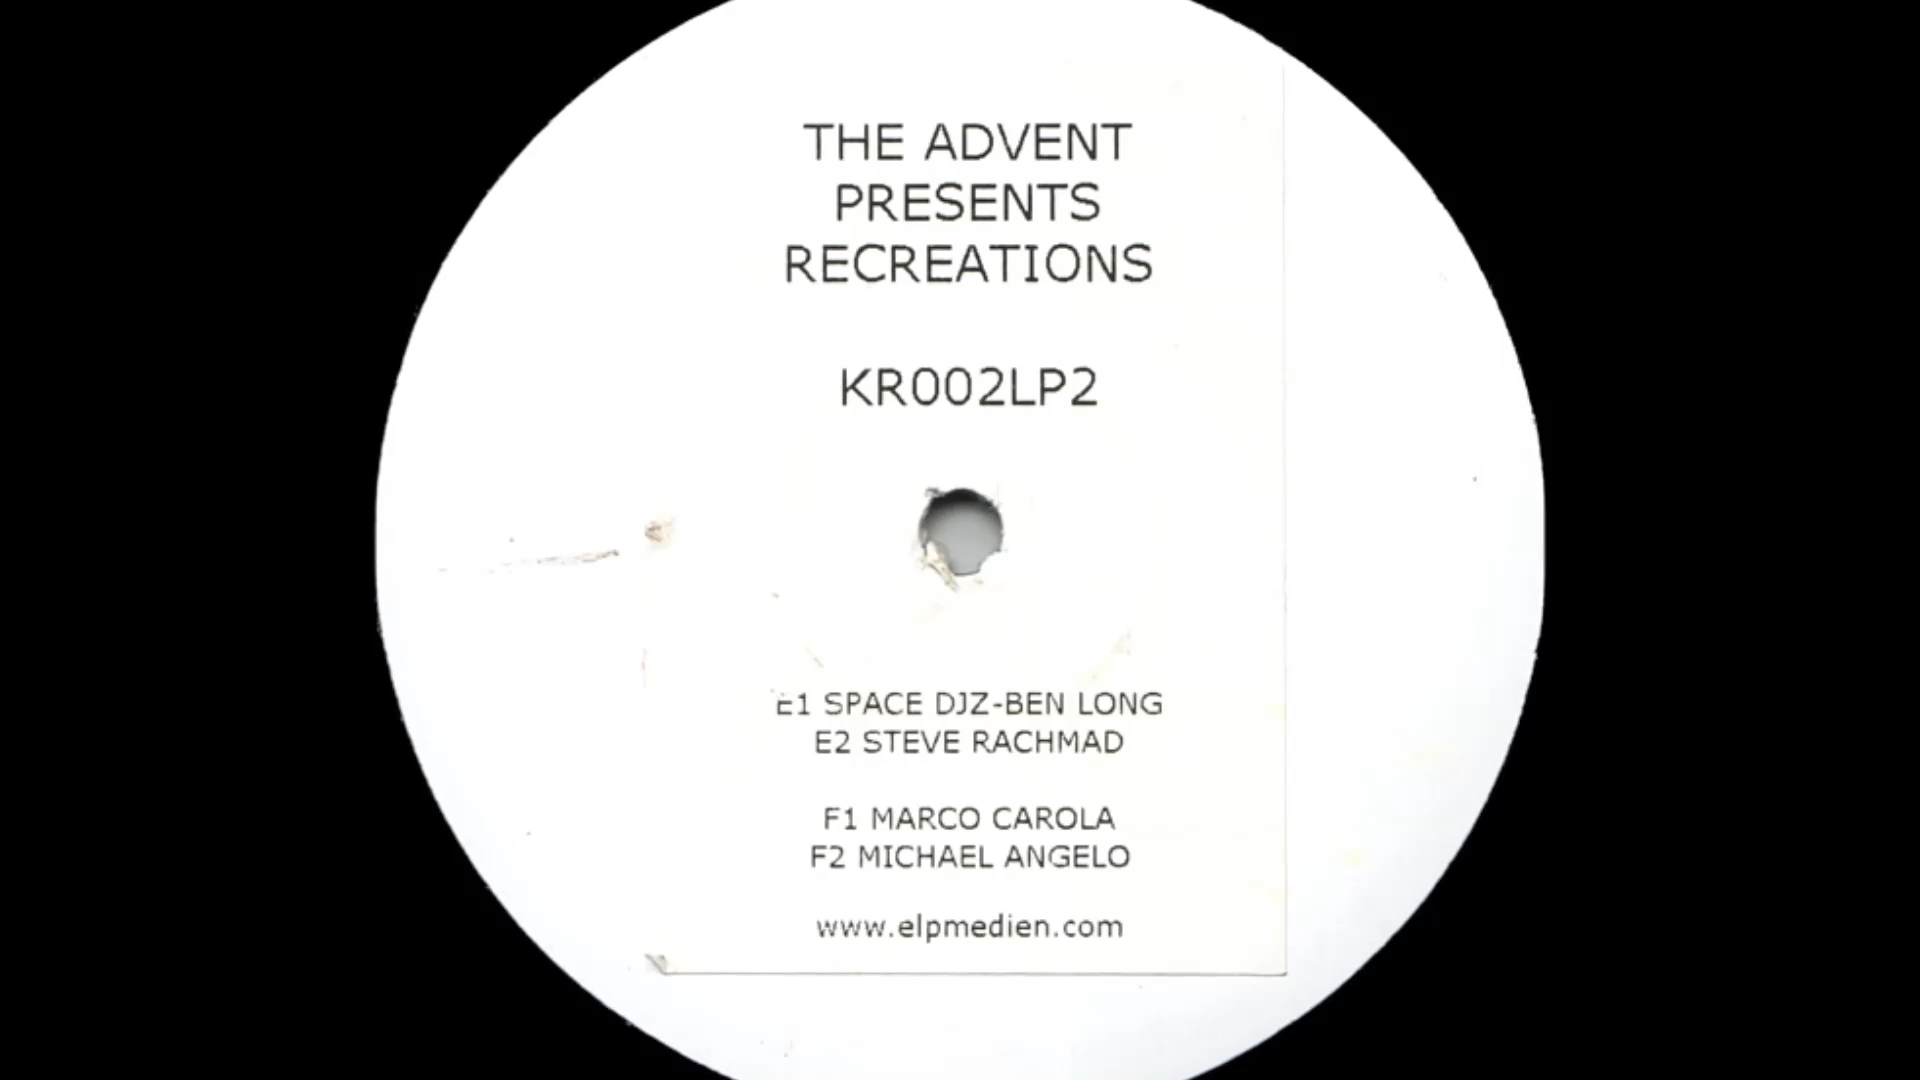 THE ADVENT
PRESENTS
RECREATIONS
KR002LP2
E1 SPACE DJZ-BEN LONG
E2 STEVE RACHMAD
F1 MARCO CAROLA
F2 MICHAEL ANGELO
www.elpmedien.com